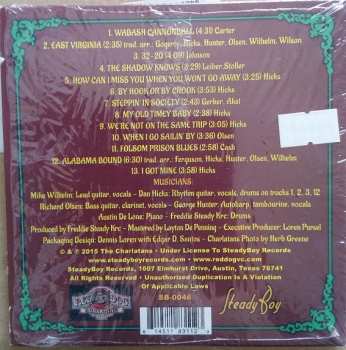 1. WABASH CANNONBALL (4:31) Carter
2. EAST VIRGINIA (2:35) trad. arr.: Gogerty, Hicks, Hunter, Olsen, Wilhelm, Wilson
3. 32-20 (4:01) Johnson
4. THE SHADOW KNOWS (3:29) Leiber Stoller
5. HOW CAN I MISS YOU WHEN YOU WON'T GO AWAY (3:25) Hicks
6. BY HOOK OR BY CROOK (3:51) Hicks
7. STEPPIN' IN SOCIETY (2:43) Gerber, Akst
8. MY OLD TIMEY BABY (2:38) Hicks
9. WE'RE NOT ON THE SAME TRIP (3:05) Hicks
10. WHEN I GO SAILIN' BY (3:36) Olsen
11. FOLSOM PRISON BLUES (2:58) Cash
12. ALABAMA BOUND (6:30) trad. arr.: Ferguson, Hicks, Hunter, Olsen, Wilhelm
13. I GOT MINE (3:58) Hicks
MUSICIANS:
Mike Wilhelm: Lead guitar, vocals - Dan Hicks: Rhythm guitar, vocals, drums on tracks 1, 2, 3, 12
Richard Olsen: Bass guitar, clarinet, vocals - George Hunter: Autoharp, tambourine, vocals
Austin De Lone: Piano - Freddie Steady Krc: Drums
Produced by Freddie Steady Krc - Mastered by Layton De Penning - Executive Producer: Loren Pursel
Packaging Design: Dennis Loren with Edgar D. Santos - Charlatans Photo by Herb Greene
© & ℗ 2015 The Charlatans - Under License To SteadyBoy Records
SteadyBoy Records, 1607 Elmhurst Drive, Austin, Texas 78741
www.reddogvc.com
All Rights Reserved - Unauthorized Duplication Is A Violation
Of Applicable Laws
SB-0046
RED DOG
Steady Boy